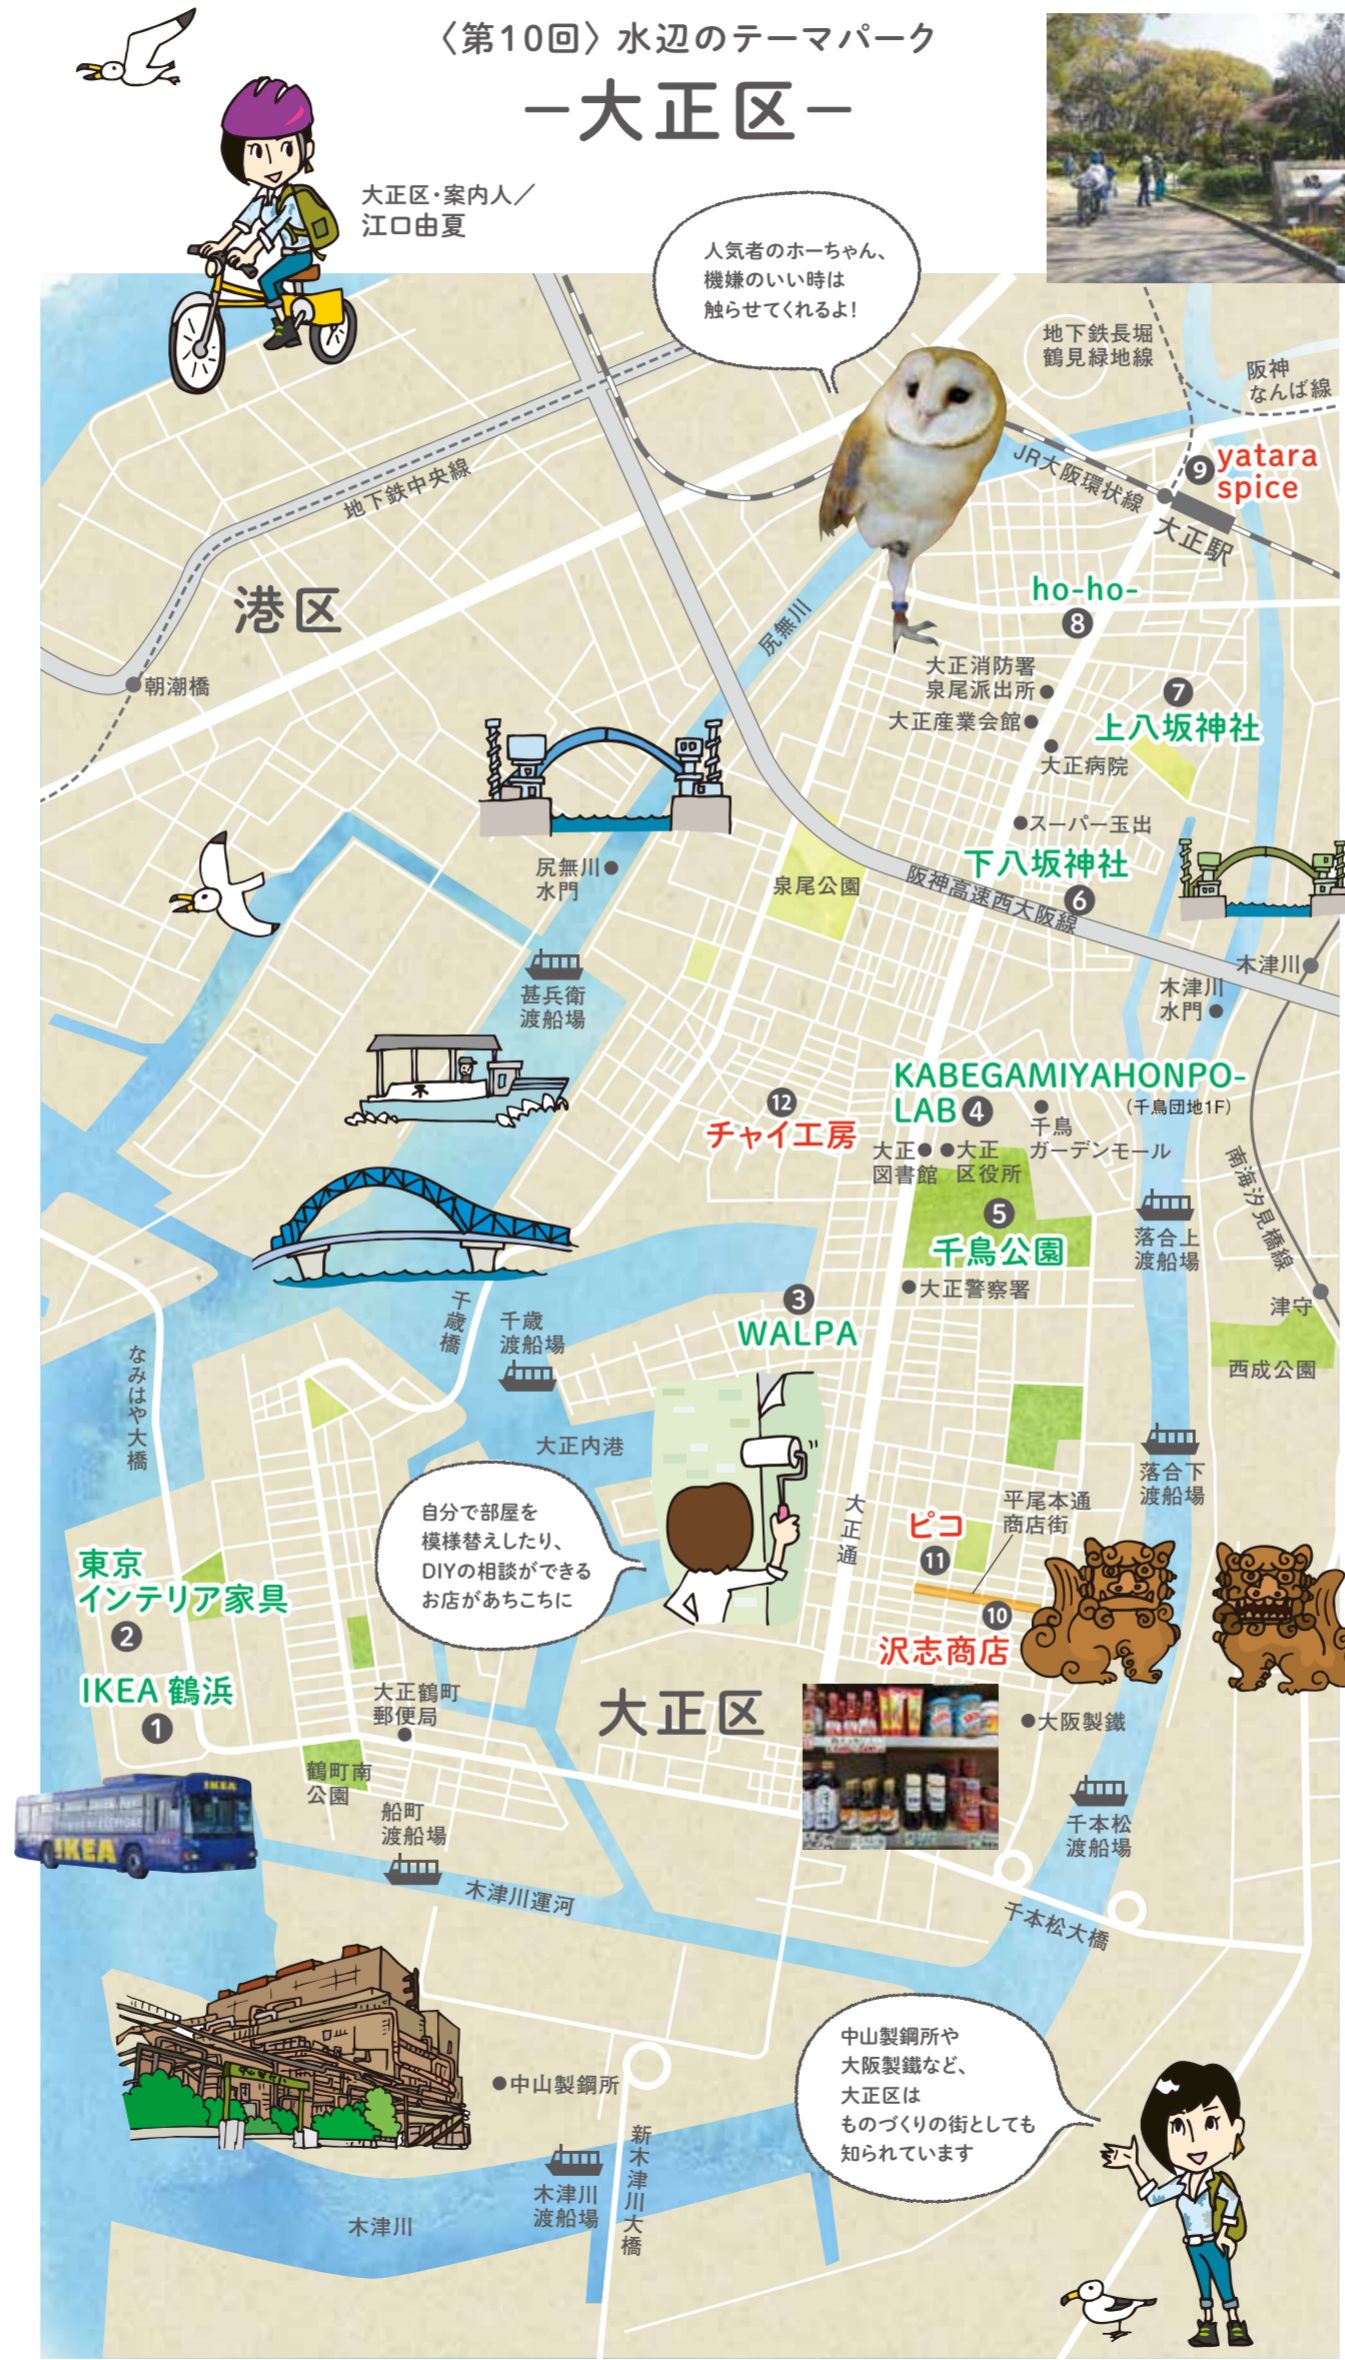 〈第10回〉水辺のテーマパーク
－大正区－
大正区・案内人／
江口由夏
人気者のホーちゃん、
機嫌のいい時は
触らせてくれるよ！
地下鉄長堀
鶴見緑地線
阪神
なんば線
JR大阪環状線
9 yatara
spice
大正駅
地下鉄中央線
港区
朝潮橋
尻無川
ho-ho-
8
大正消防署
泉尾派出所
大正産業会館
大正病院
7
上八坂神社
スーパー玉出
下八坂神社
6
阪神高速西大阪線
泉尾公園
尻無川
水門
木津川
木津川
水門
甚兵衛
渡船場
KABEGAMIYAHONPO-
LAB 4
（千鳥団地1F）
千鳥
ガーデンモール
12
チャイ工房
大正
図書館
大正
区役所
5
千鳥公園
大正警察署
落合上
渡船場
南海汐見橋線
津守
西成公園
3
WALPA
千歳橋
千歳
渡船場
なみはや大橋
大正内港
落合下
渡船場
自分で部屋を
模様替えしたり、
DIYの相談ができる
お店があちこちに
大正通
ピコ
11
平尾本通
商店街
10
沢志商店
東京
インテリア家具
2
IKEA 鶴浜
1
大正鶴町
郵便局
大正区
大阪製鐵
鶴町南
公園
船町
渡船場
IKEA
IKEA
木津川運河
千本松
渡船場
千本松大橋
中山製鋼所
中山製鋼所や
大阪製鐵など、
大正区は
ものづくりの街としても
知られています
新木津川大橋
木津川
渡船場
木津川